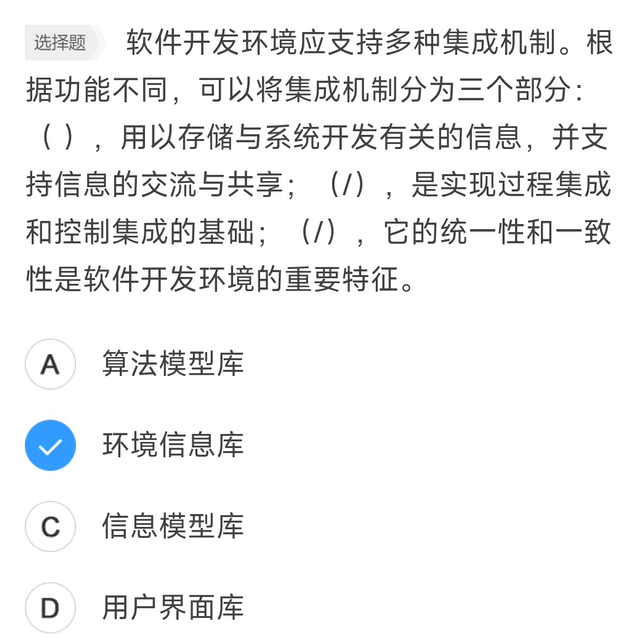 选择题 软件开发环境应支持多种集成机制。根
据功能不同，可以将集成机制分为三个部分：
（ ），用以存储与系统开发有关的信息，并支
持信息的交流与共享；（/），是实现过程集成
和控制集成的基础；（/），它的统一性和一致
性是软件开发环境的重要特征。
A 算法模型库
环境信息库
C 信息模型库
D 用户界面库